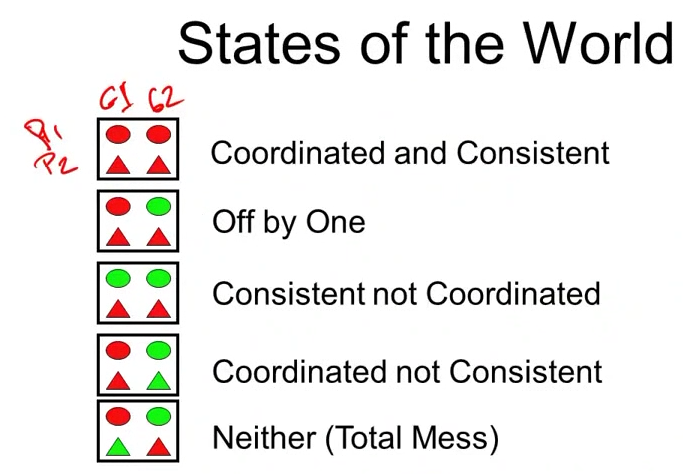 States of the World
G1 G2
P1
P2
Coordinated and Consistent
Off by One
Consistent not Coordinated
Coordinated not Consistent
Neither (Total Mess)